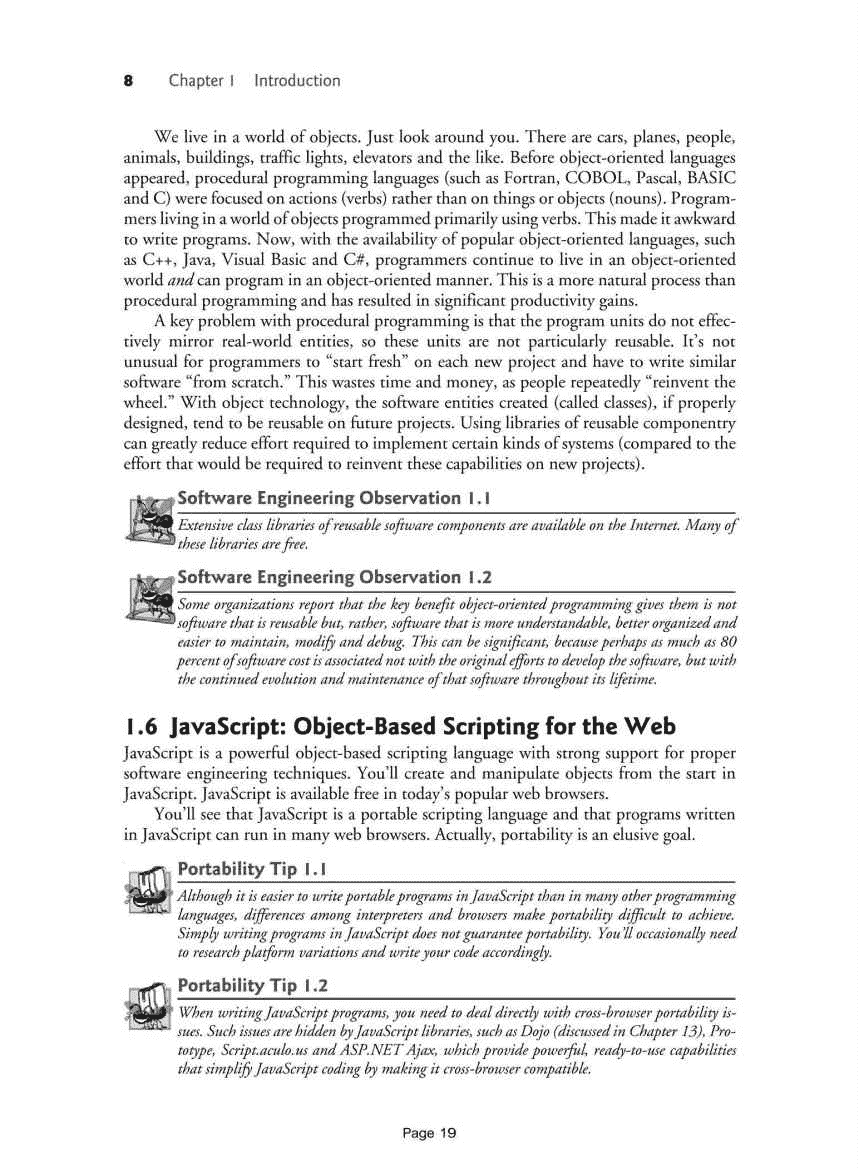 8 Chapter 1 Introduction
We live in a world of objects. Just look around you. There are cars, planes, people,
animals, buildings, traffic lights, elevators and the like. Before object-oriented languages
appeared, procedural programming languages (such as Fortran, COBOL, Pascal, BASIC
and C) were focused on actions (verbs) rather than on things or objects (nouns). Program-
mers living in a world of objects programmed primarily using verbs. This made it awkward
to write programs. Now, with the availability of popular object-oriented languages, such
as C++, Java, Visual Basic and C#, programmers continue to live in an object-oriented
world and can program in an object-oriented manner. This is a more natural process than
procedural programming and has resulted in significant productivity gains.
A key problem with procedural programming is that the program units do not effec-
tively mirror real-world entities, so these units are not particularly reusable. It's not
unusual for programmers to “start fresh” on each new project and have to write similar
software “from scratch.” This wastes time and money, as people repeatedly “reinvent the
wheel.” With object technology, the software entities created (called classes), if properly
designed, tend to be reusable on future projects. Using libraries of reusable componentry
can greatly reduce effort required to implement certain kinds of systems (compared to the
effort that would be required to reinvent these capabilities on new projects).
Software Engineering Observation 1.1
Extensive class libraries of reusable software components are available on the Internet. Many of
these libraries are free.
Software Engineering Observation 1.2
Some organizations report that the key benefit object-oriented programming gives them is not
software that is reusable but, rather, software that is more understandable, better organized and
easier to maintain, modify and debug. This can be significant, because perhaps as much as 80
percent of software cost is associated not with the original efforts to develop the software, but with
the continued evolution and maintenance of that software throughout its lifetime.
1.6 JavaScript: Object-Based Scripting for the Web
JavaScript is a powerful object-based scripting language with strong support for proper
software engineering techniques. You'll create and manipulate objects from the start in
JavaScript. JavaScript is available free in today's popular web browsers.
You'll see that JavaScript is a portable scripting language and that programs written
in JavaScript can run in many web browsers. Actually, portability is an elusive goal.
Portability Tip 1.1
Although it is easier to write portable programs in JavaScript than in many other programming
languages, differences among interpreters and browsers make portability difficult to achieve.
Simply writing programs in JavaScript does not guarantee portability. You'll occasionally need
to research platform variations and write your code accordingly.
Portability Tip 1.2
When writing JavaScript programs, you need to deal directly with cross-browser portability is-
sues. Such issues are hidden by JavaScript libraries, such as Dojo (discussed in Chapter 13), Pro-
totype, Script.aculo.us and ASP.NET Ajax, which provide powerful, ready-to-use capabilities
that simplify JavaScript coding by making it cross-browser compatible.
Page 19